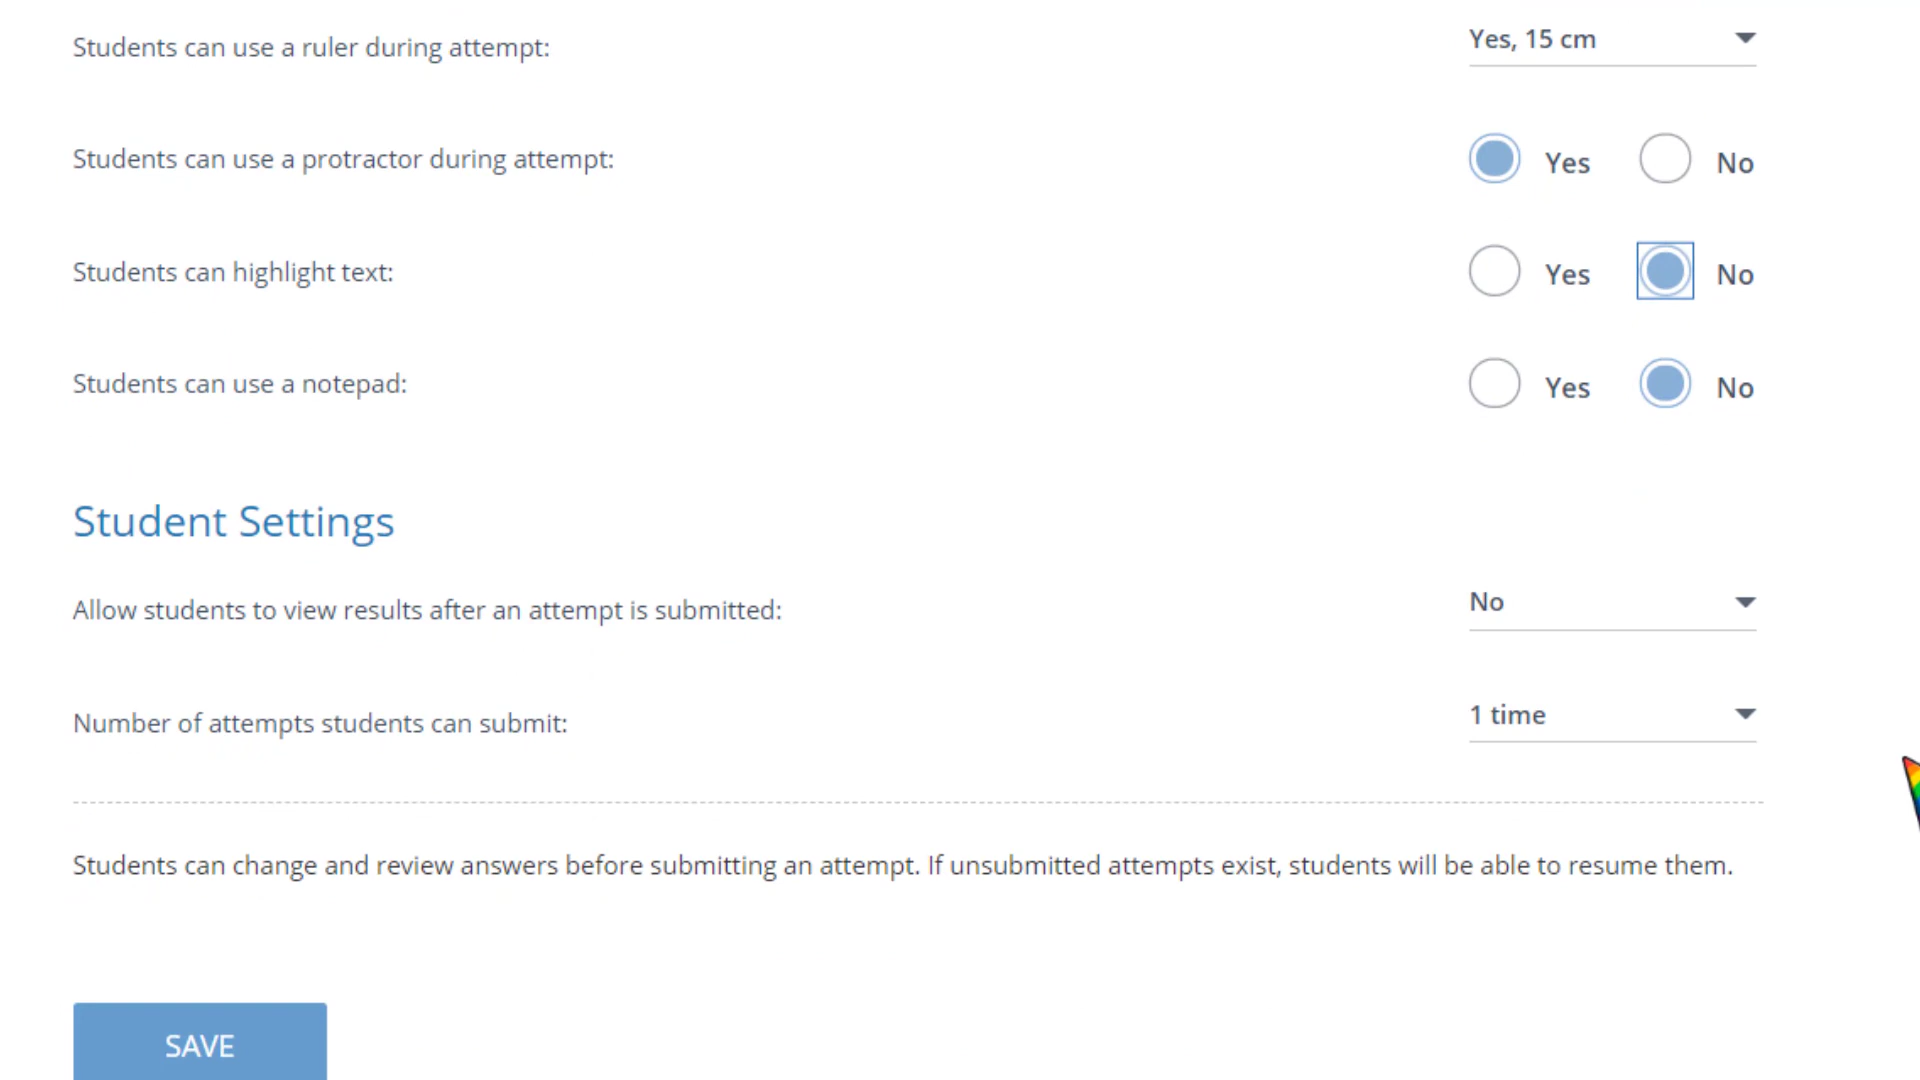 Students can use a ruler during attempt: Yes, 15 cm
Students can use a protractor during attempt: Yes No
Students can highlight text: Yes No
Students can use a notepad: Yes No
Student Settings
Allow students to view results after an attempt is submitted: No
Number of attempts students can submit: 1 time
Students can change and review answers before submitting an attempt. If unsubmitted attempts exist, students will be able to resume them.
SAVE